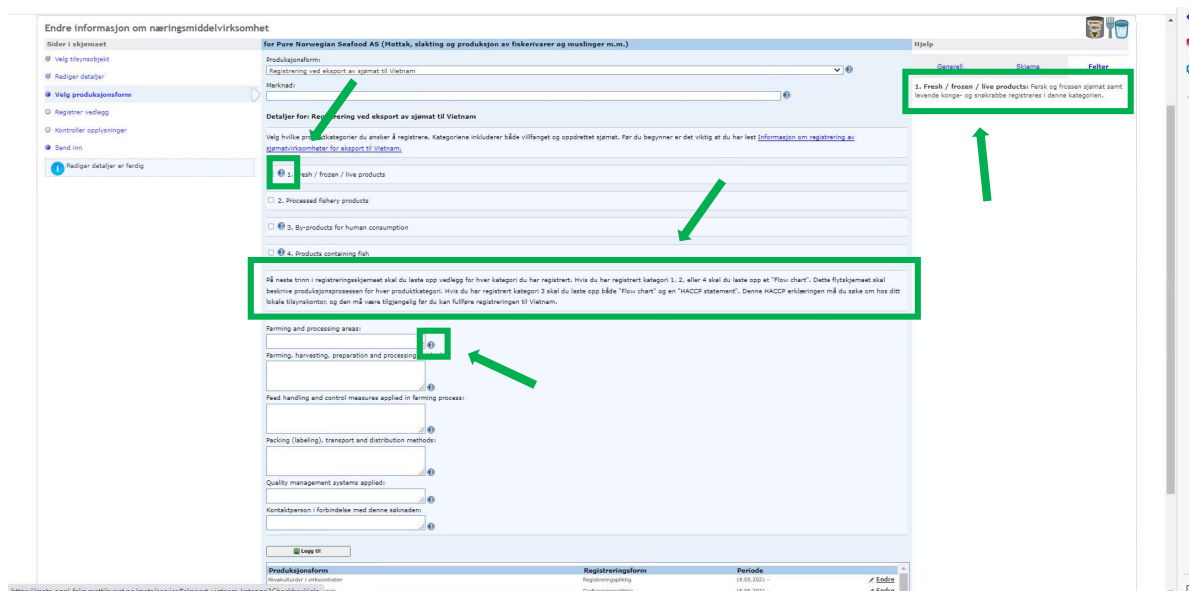 Endre informasjon om næringsmiddelvirksomhet
Sider i skjemaet
Velg tilsynsobjekt
Rediger detaljer
Velg produksjonsform
Registrer vedlegg
Kontroller opplysninger
Send inn
Rediger detaljer er ferdig
for Pure Norwegian Seafood AS (Mottak, slakting og produksjon av fiskerivarer og muslinger m.m.)
Produksjonsform:
Registrering ved eksport av sjømat til Vietnam
Merknad:
Detaljer for: Registrering ved eksport av sjømat til Vietnam
Velg hvilke produktkategorier du ønsker å registrere. Kategoriene inkluderer både villfanget og oppdrettet sjømat. Før du begynner er det viktig at du har lest Informasjon om registrering av
sjømatvirksomheter for eksport til Vietnam.
1. Fresh / frozen / live products
2. Processed fishery products
3. By-products for human consumption
4. Products containing fish
På neste trinn i registreringsskjemaet skal du laste opp vedlegg for hver kategori du har registrert. Hvis du har registrert kategori 1, 2, eller 4 skal du laste opp et "Flow chart". Dette flytskjemaet skal
beskrive produksjonsprosessen for hver produktkategori. Hvis du har registrert kategori 3 skal du laste opp både "Flow chart" og en "HACCP statement". Denne HACCP erklæringen må du søke om hos ditt
lokale tilsynskontor, og den må være tilgjengelig før du kan fullføre registreringen til Vietnam.
Farming and processing areas:
Farming, harvesting, preparation and processing
Feed handling and control measures applied in farming process:
Packing (labeling), transport and distribution methods:
Quality management systems applied:
Kontaktperson i forbindelse med denne søknaden:
Legg til
Produksjonsform Registreringsform Periode
Akvakulturdyr i virksomheten Registreringspliktig 19.05.2021 - Endre
Endre
Hjelp
Generell Skjema Felter
1. Fresh / frozen / live products: Fersk og frossen sjømat samt
levende konge- og snøkrabbe registreres i denne kategorien.